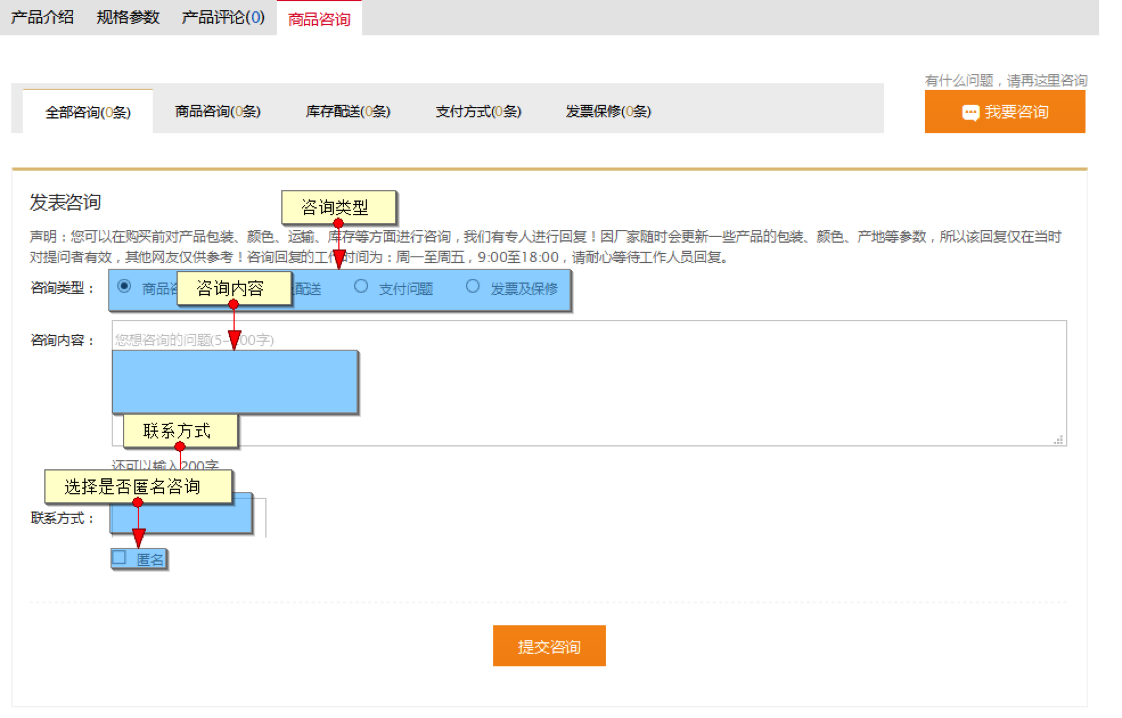 产品介绍 规格参数 产品评论(0) 商品咨询
有什么问题，请再这里咨询
全部咨询(0条) 商品咨询(0条) 库存配送(0条) 支付方式(0条) 发票保修(0条)
我要咨询
发表咨询
咨询类型
声明：您可以在购买前对产品包装、颜色、运输、库存等方面进行咨询，我们有专人进行回复！因厂家随时会更新一些产品的包装、颜色、产地等参数，所以该回复仅在当时
对提问者有效，其他网友仅供参考！咨询回复的工作时间为：周一至周五，9:00至18:00，请耐心等待工作人员回复。
咨询类型： 商品 咨询内容 配送 支付问题 发票及保修
咨询内容： 您想咨询的问题(5- 00字)
联系方式
还可以输入200字
选择是否匿名咨询
联系方式：
匿名
提交咨询